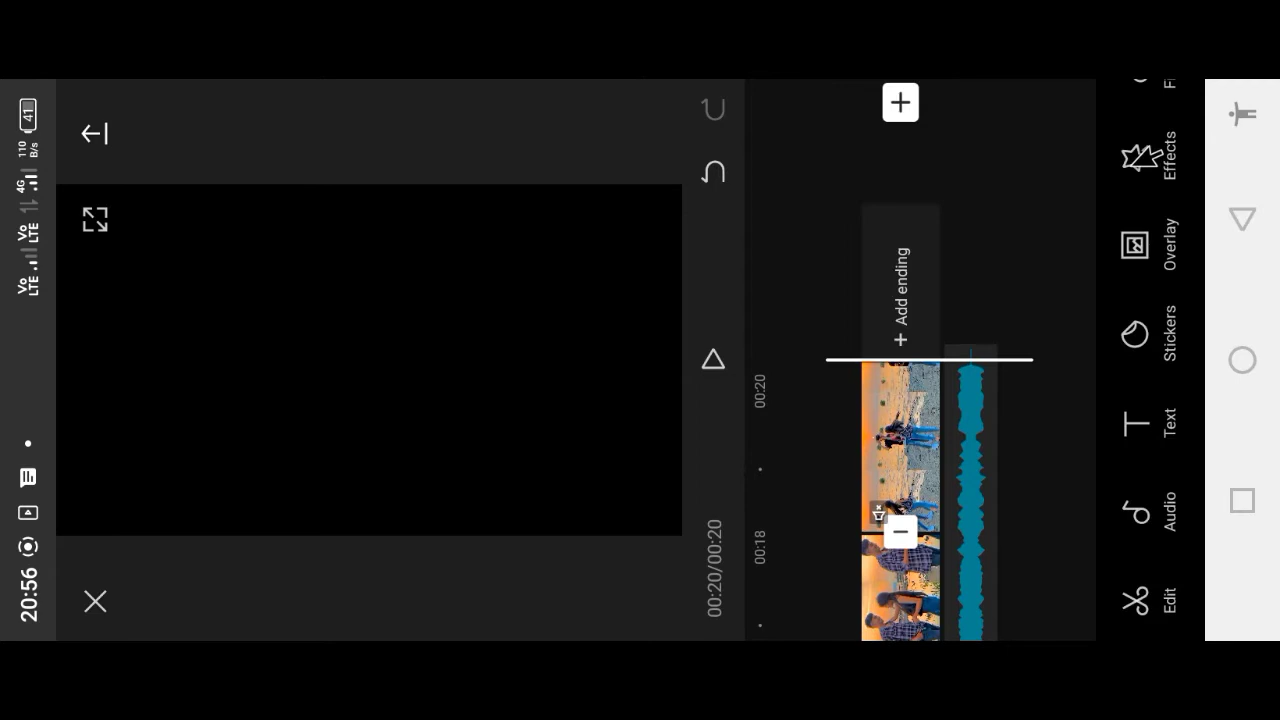 20:56
Vo LTE
Vo LTE
4G
110 B/s
41
00:20/00:20
00:18
00:20
+ Add ending
Edit
Audio
Text
Stickers
Overlay
Effects